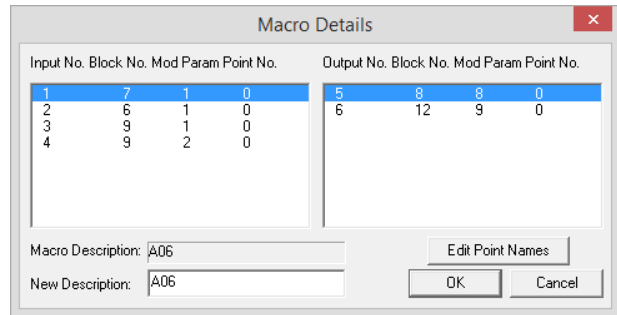 Macro Details
×
Input No. Block No. Mod Param Point No.
1 7 1 0
2 6 1 0
3 9 1 0
4 9 2 0
Output No. Block No. Mod Param Point No.
5 8 8 0
6 12 9 0
Macro Description: A06
Edit Point Names
New Description: A06
OK Cancel